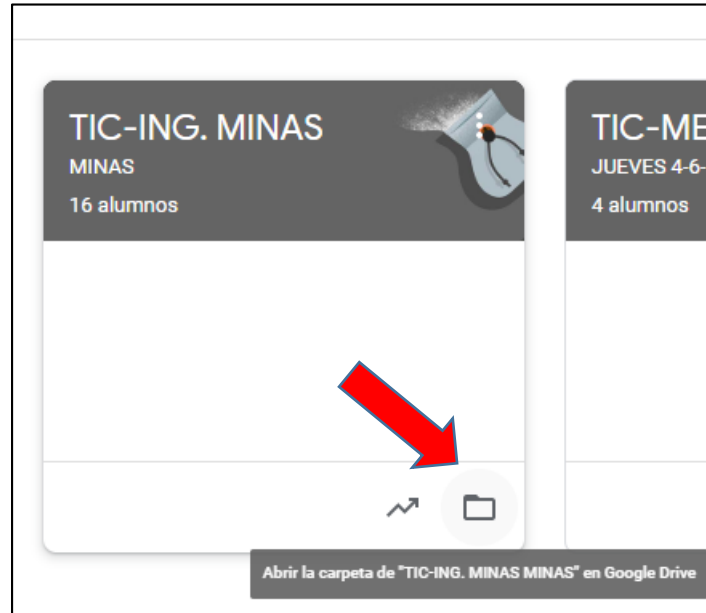 TIC-ING. MINAS
MINAS
16 alumnos
TIC-ME
JUEVES 4-6-
4 alumnos
Abrir la carpeta de "TIC-ING. MINAS MINAS" en Google Drive